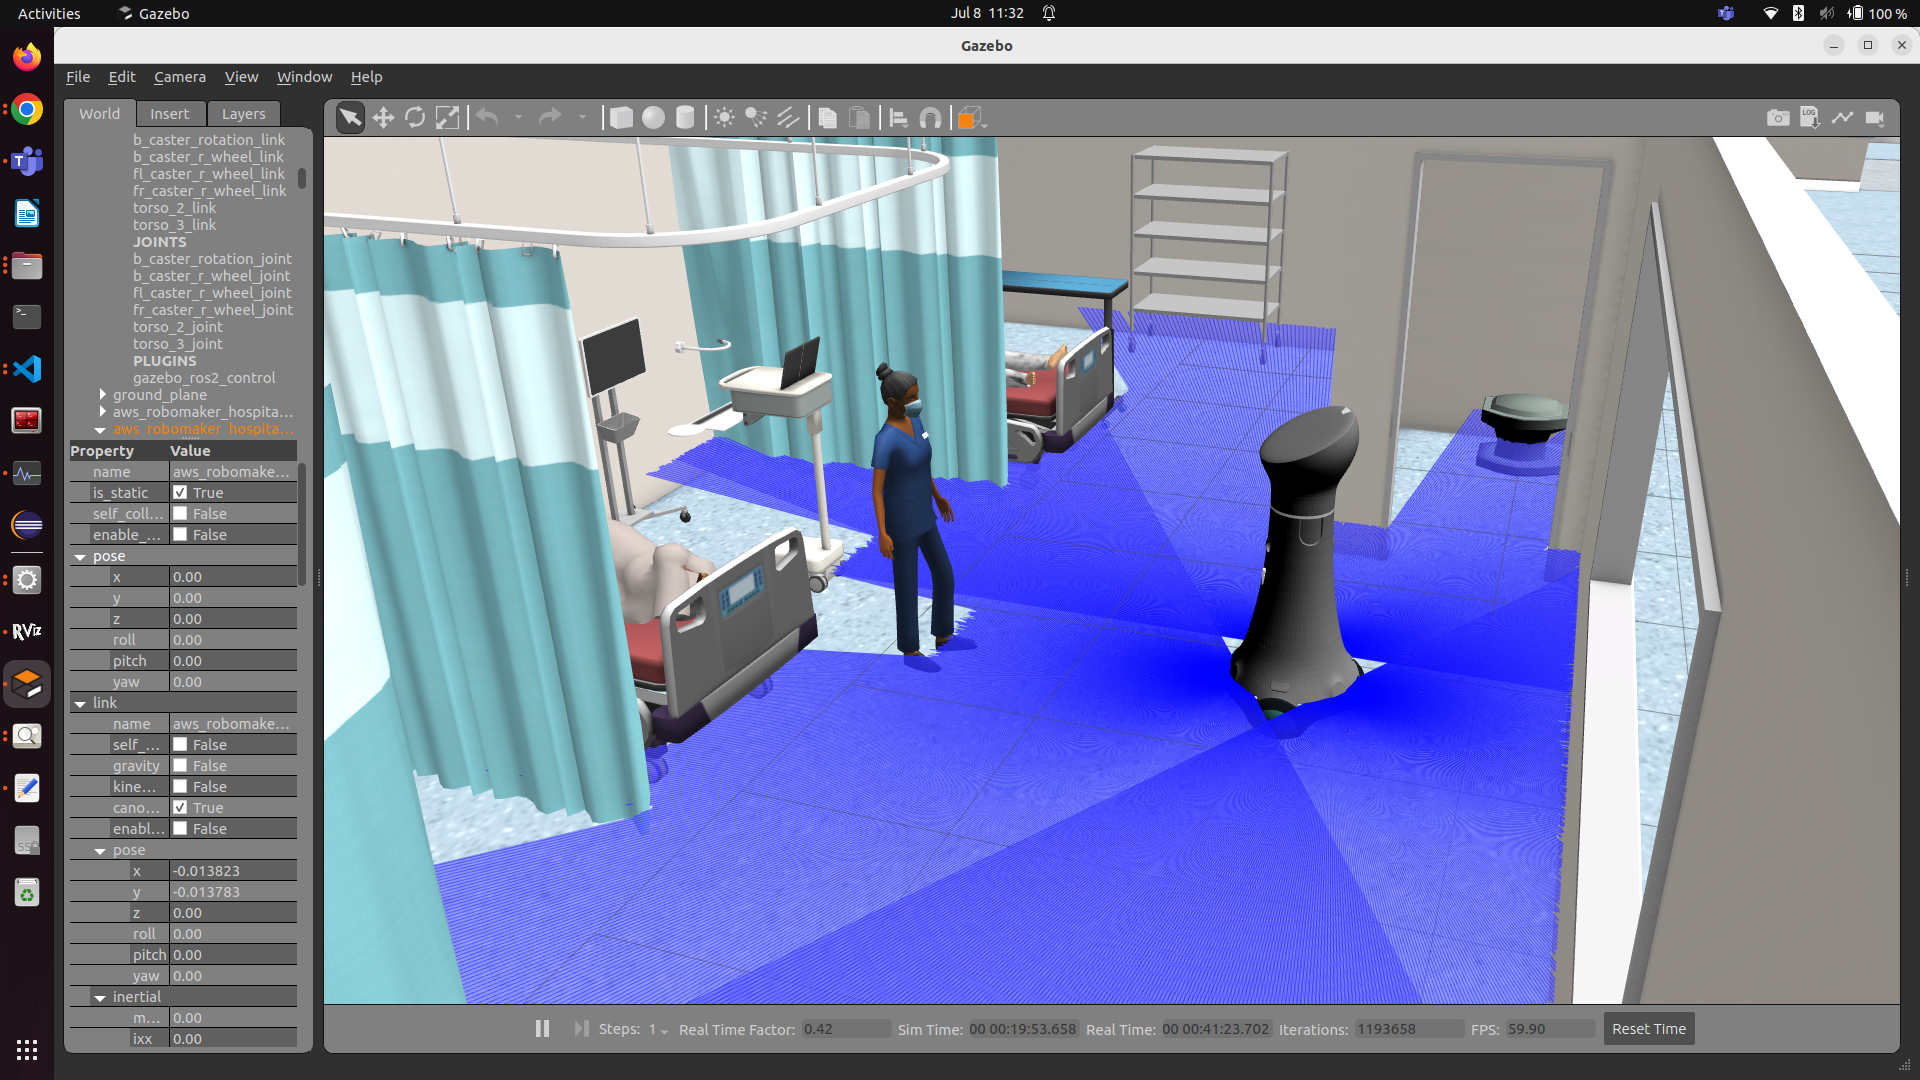 Activities Gazebo Jul 8 11:32 100 %
Gazebo
File Edit Camera View Window Help
World Insert Layers
b_caster_rotation_link
b_caster_r_wheel_link
fl_caster_r_wheel_link
fr_caster_r_wheel_link
torso_2_link
torso_3_link
JOINTS
b_caster_rotation_joint
b_caster_r_wheel_joint
fl_caster_r_wheel_joint
fr_caster_r_wheel_joint
torso_2_joint
torso_3_joint
PLUGINS
gazebo_ros2_control
ground_plane
aws_robomaker_hospita...
aws_robomaker_hospita...
Property Value
name aws_robomake...
is_static True
self_coll... False
enable_... False
pose
x 0.00
y 0.00
z 0.00
roll 0.00
pitch 0.00
yaw 0.00
link
name aws_robomake...
self_... False
gravity False
kine... False
cano... True
enabl... False
pose
x -0.013823
y -0.013783
z 0.00
roll 0.00
pitch 0.00
yaw 0.00
inertial
m... 0.00
ixx 0.00
RViz
LOG
Steps: 1 Real Time Factor: 0.42 Sim Time: 00 00:19:53.658 Real Time: 00 00:41:23.702 Iterations: 1193658 FPS: 59.90 Reset Time